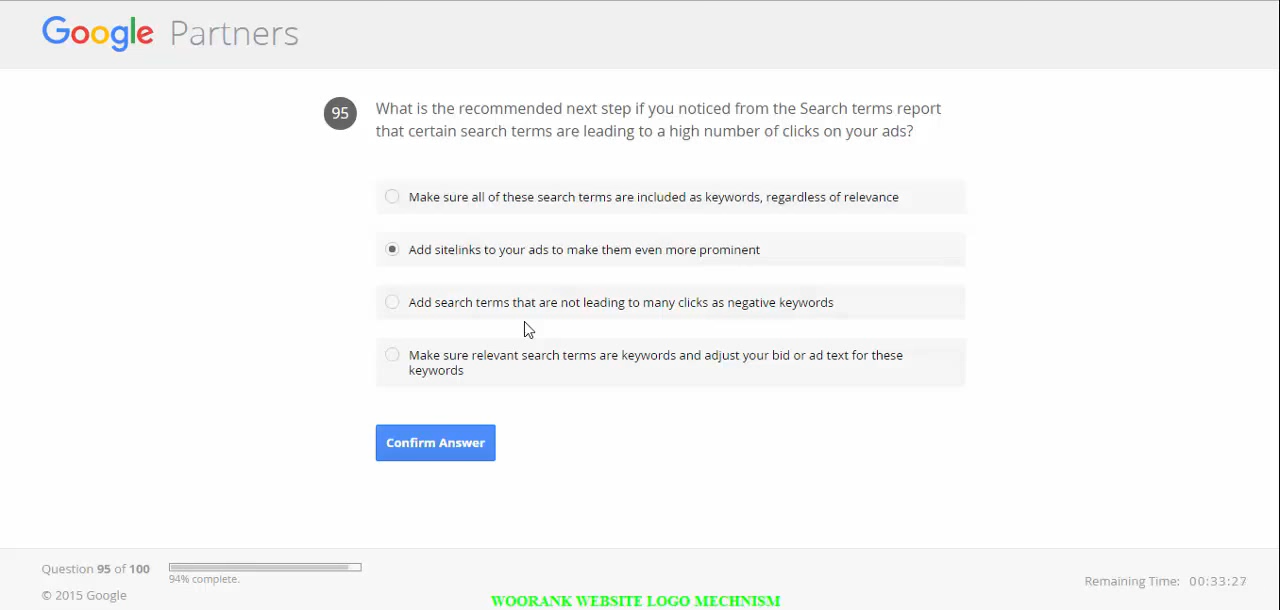 Google Partners
95
What is the recommended next step if you noticed from the Search terms report
that certain search terms are leading to a high number of clicks on your ads?
Make sure all of these search terms are included as keywords, regardless of relevance
Add sitelinks to your ads to make them even more prominent
Add search terms that are not leading to many clicks as negative keywords
Make sure relevant search terms are keywords and adjust your bid or ad text for these
keywords
Confirm Answer
Question 95 of 100
94% complete.
© 2015 Google
Remaining Time: 00:33:27
WOORANK WEBSITE LOGO MECHNISM